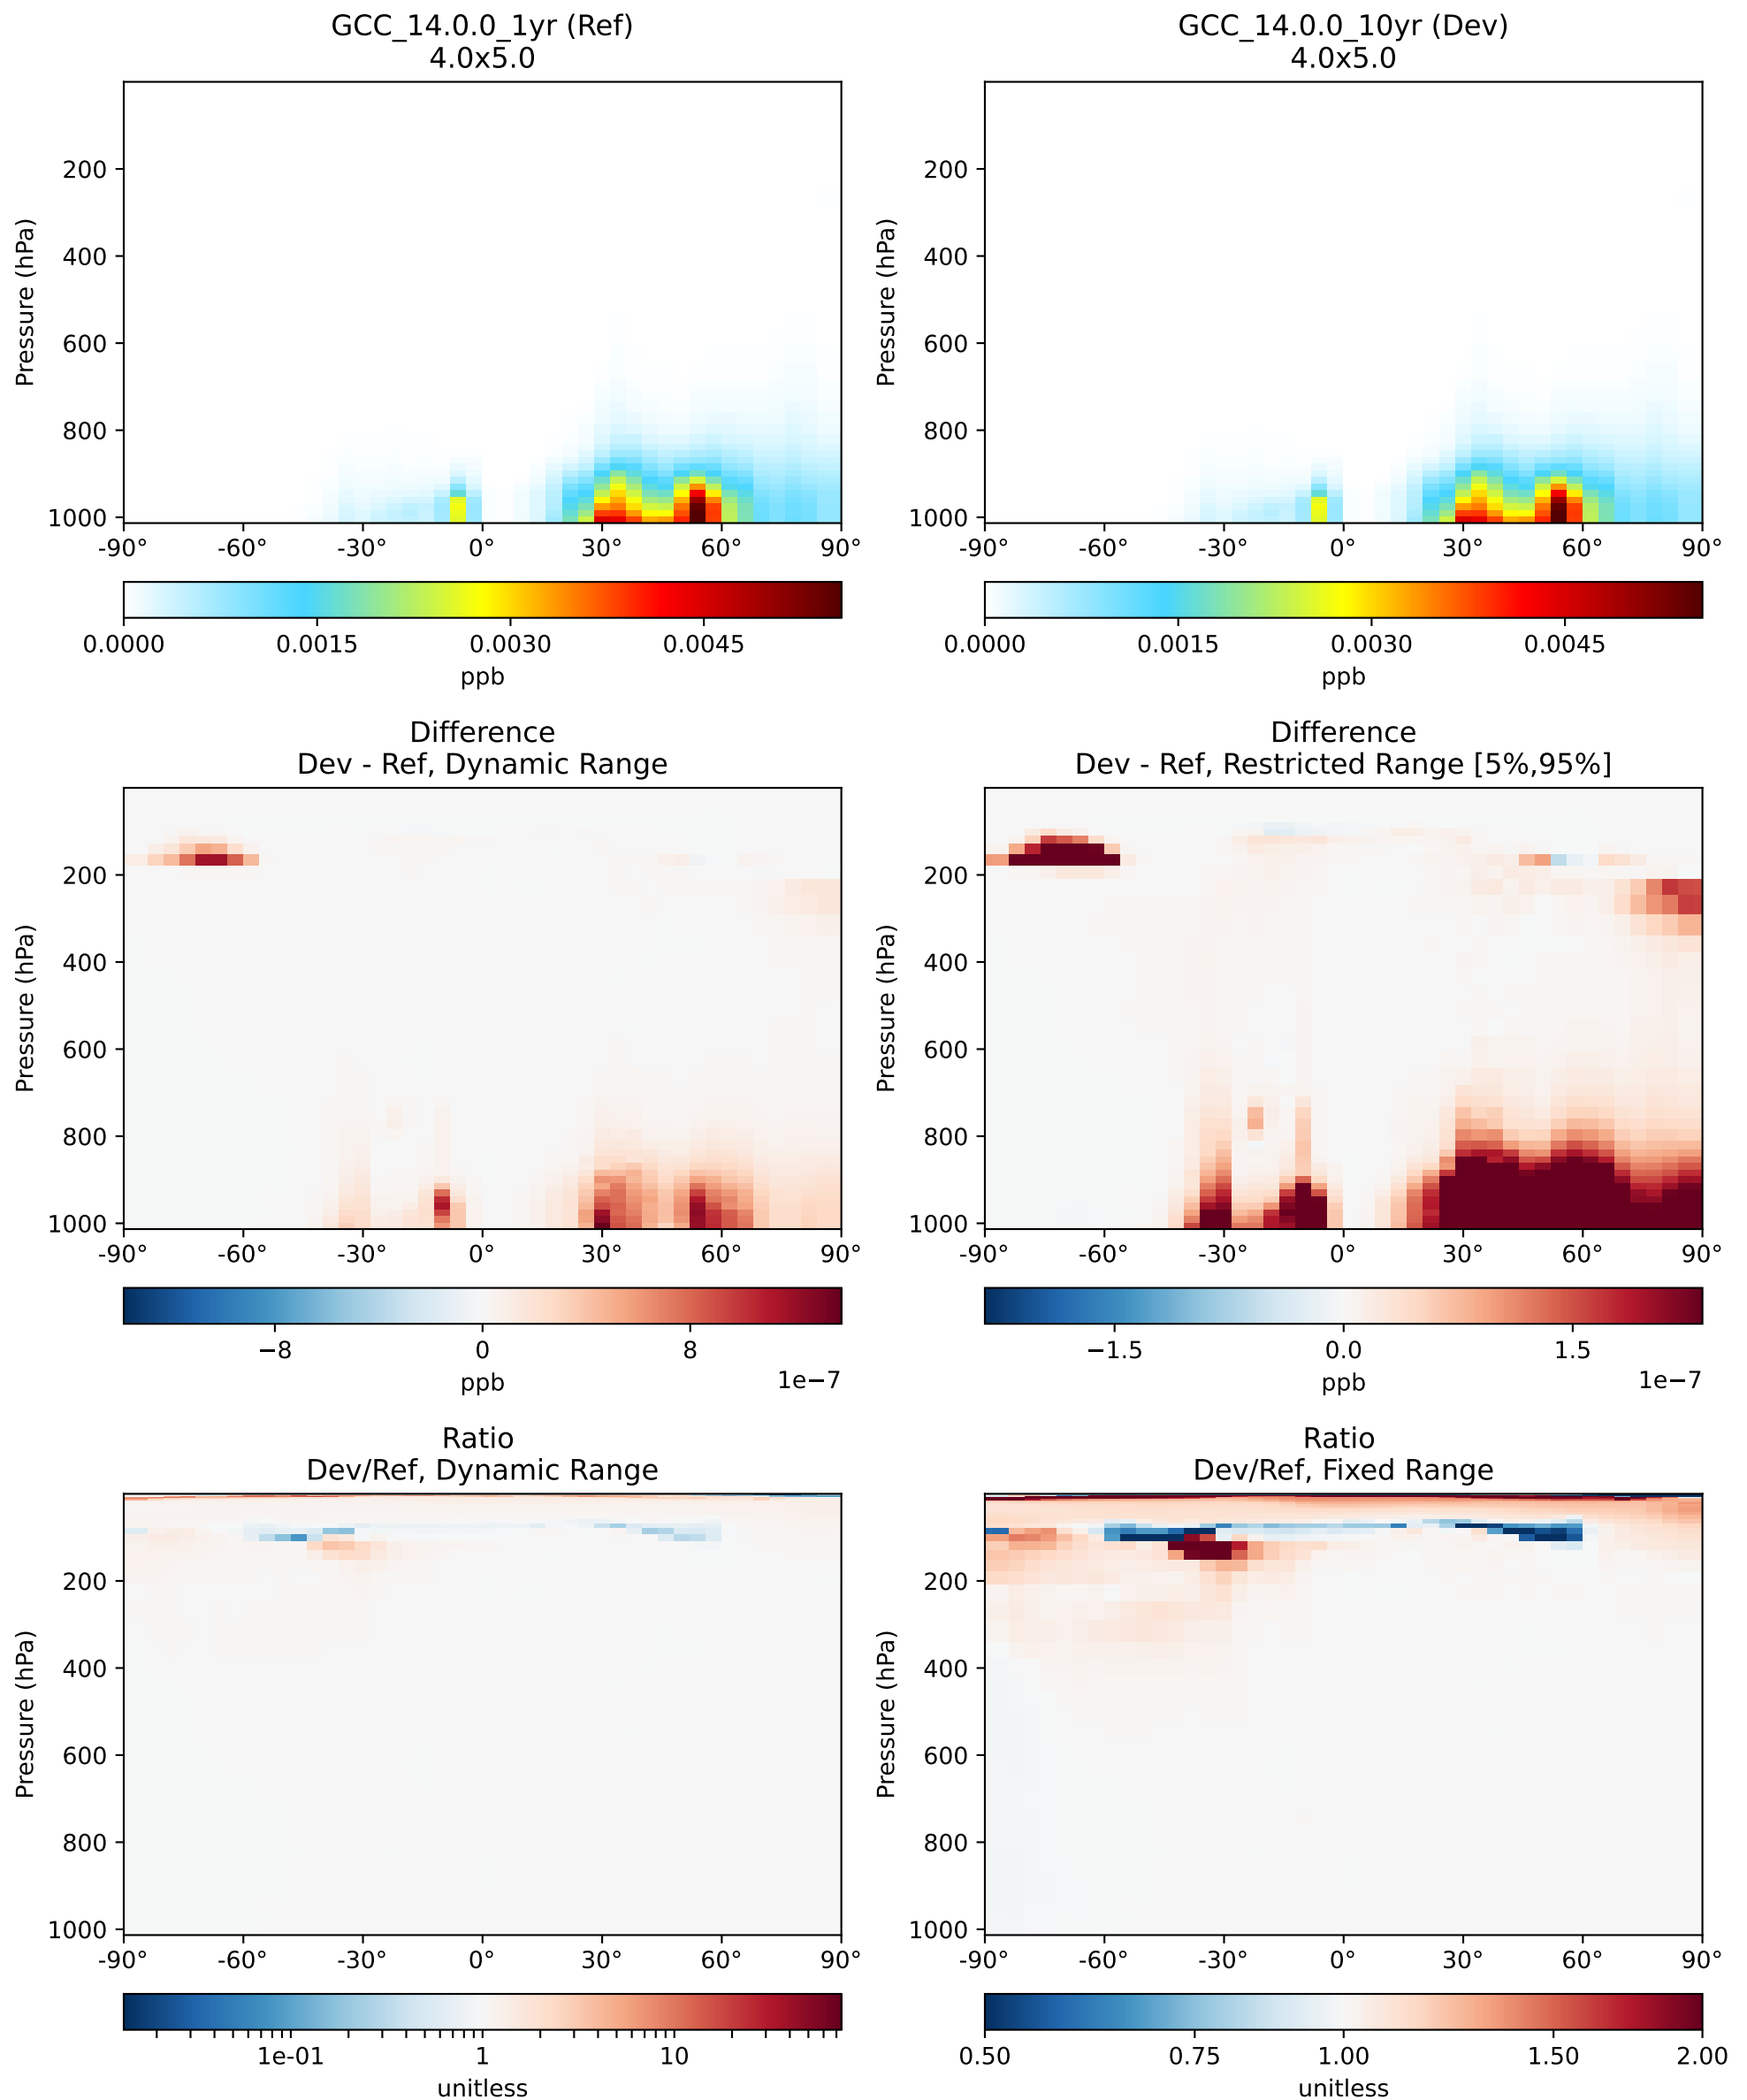 GCC_14.0.0_1yr (Ref)
4.0x5.0
Pressure (hPa)
200
400
600
800
1000
-90° -60° -30° 0° 30° 60° 90°
0.0000 0.0015 0.0030 0.0045
ppb
GCC_14.0.0_10yr (Dev)
4.0x5.0
Pressure (hPa)
200
400
600
800
1000
-90° -60° -30° 0° 30° 60° 90°
0.0000 0.0015 0.0030 0.0045
ppb
Difference
Dev - Ref, Dynamic Range
Pressure (hPa)
200
400
600
800
1000
-90° -60° -30° 0° 30° 60° 90°
−8 0 8
ppb 1e−7
Difference
Dev - Ref, Restricted Range [5%,95%]
Pressure (hPa)
200
400
600
800
1000
-90° -60° -30° 0° 30° 60° 90°
−1.5 0.0 1.5
ppb 1e−7
Ratio
Dev/Ref, Dynamic Range
Pressure (hPa)
200
400
600
800
1000
-90° -60° -30° 0° 30° 60° 90°
1e-01 1 10
unitless
Ratio
Dev/Ref, Fixed Range
Pressure (hPa)
200
400
600
800
1000
-90° -60° -30° 0° 30° 60° 90°
0.50 0.75 1.00 1.50 2.00
unitless